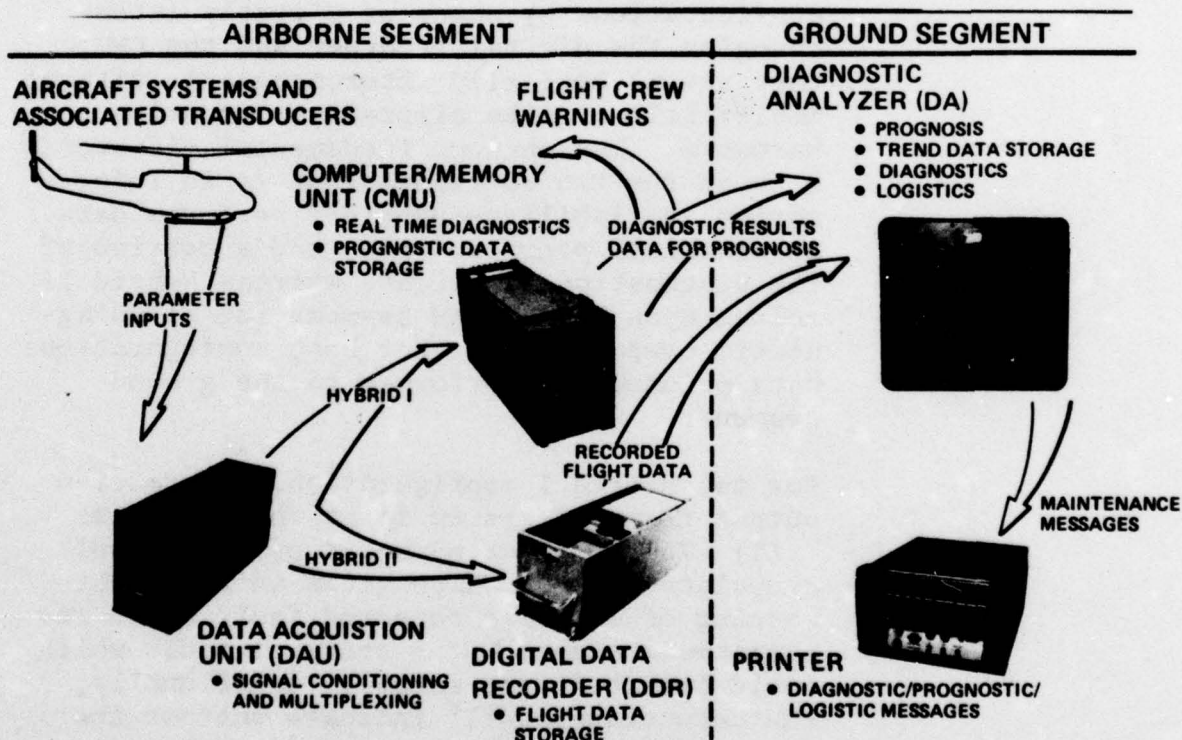 AIRBORNE SEGMENT
GROUND SEGMENT
AIRCRAFT SYSTEMS AND
ASSOCIATED TRANSDUCERS
FLIGHT CREW
WARNINGS
DIAGNOSTIC
ANALYZER (DA)
• PROGNOSIS
• TREND DATA STORAGE
• DIAGNOSTICS
• LOGISTICS
COMPUTER/MEMORY
UNIT (CMU)
• REAL TIME DIAGNOSTICS
• PROGNOSTIC DATA
STORAGE
DIAGNOSTIC RESULTS
DATA FOR PROGNOSIS
PARAMETER
INPUTS
HYBRID I
RECORDED
FLIGHT DATA
MAINTENANCE
MESSAGES
HYBRID II
DATA ACQUISTION
UNIT (DAU)
• SIGNAL CONDITIONING
AND MULTIPLEXING
DIGITAL DATA
RECORDER (DDR)
• FLIGHT DATA
STORAGE
PRINTER
• DIAGNOSTIC/PROGNOSTIC/
LOGISTIC MESSAGES